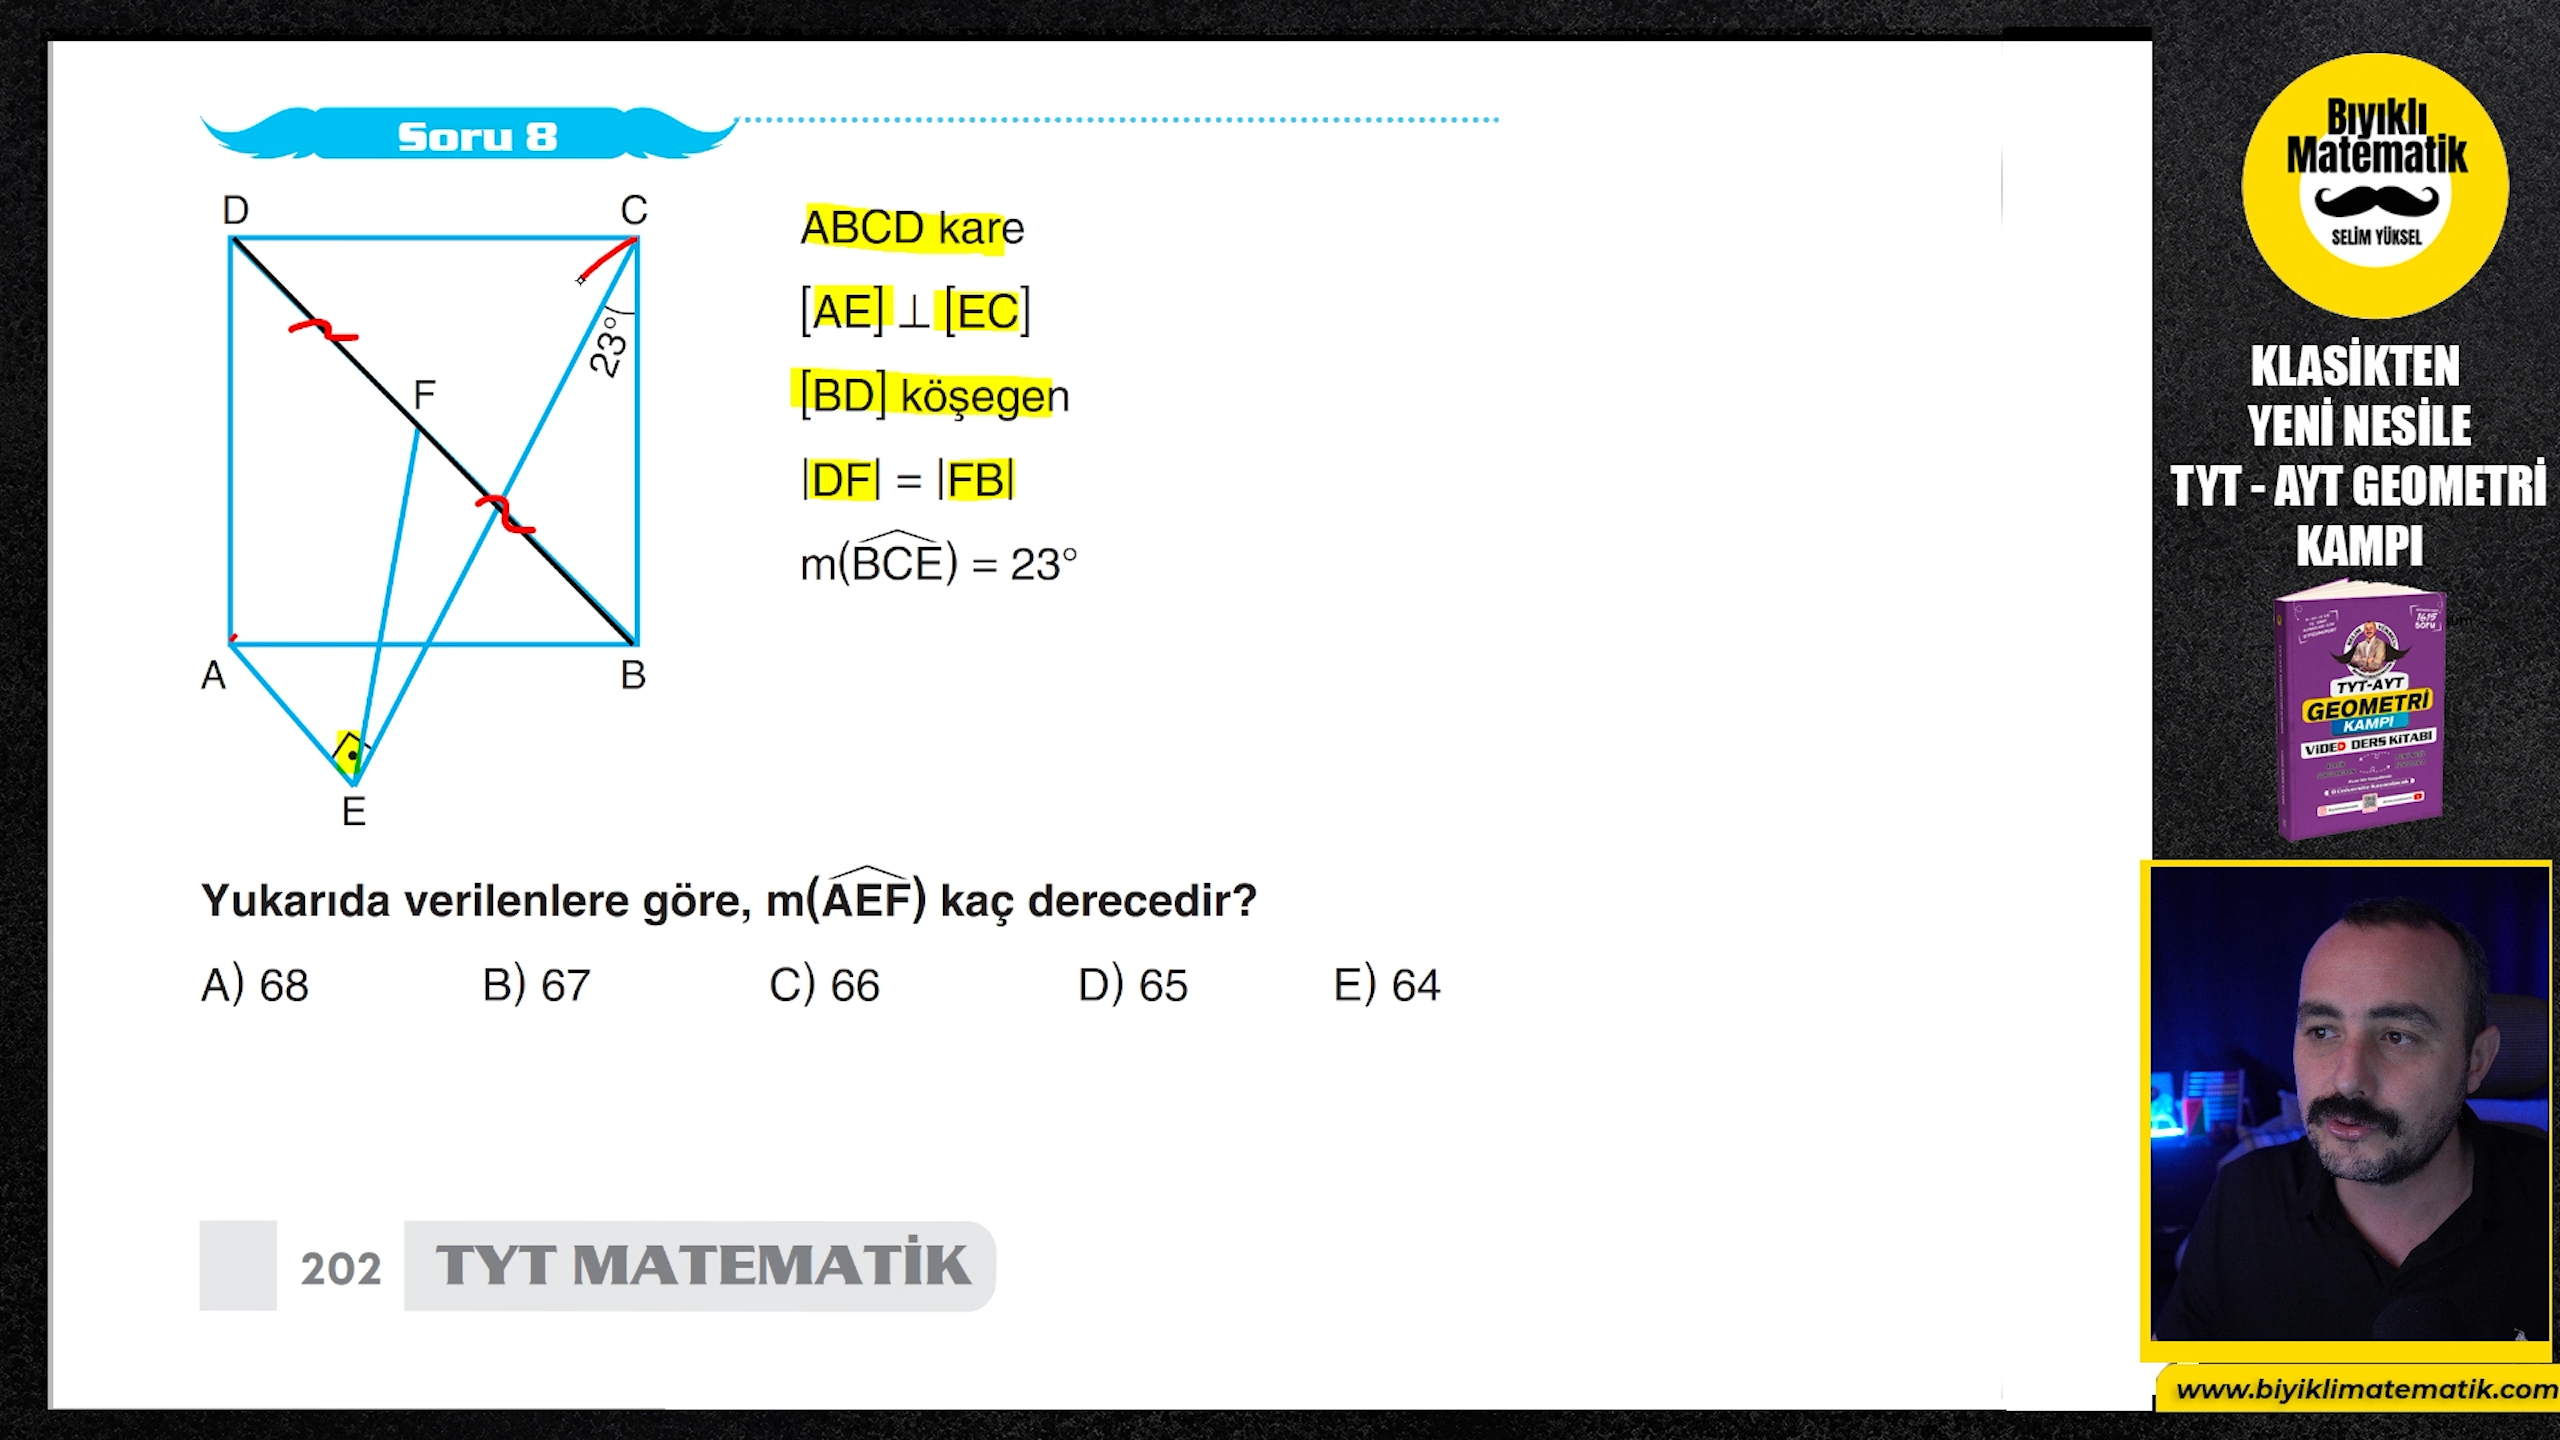 Soru 8
D
C
23°
F
A
B
E
ABCD kare
[AE] ⊥ [EC]
[BD] köşegen
|DF| = |FB|
m(BCE) = 23°
Yukarıda verilenlere göre, m(AEF) kaç derecedir?
A) 68 B) 67 C) 66 D) 65 E) 64
202 TYT MATEMATİK
Bıyıklı
Matematik
SELİM YÜKSEL
KLASİKTEN
YENİ NESİLE
TYT - AYT GEOMETRİ
KAMPI
1615
soru
TYT-AYT
GEOMETRİ
KAMPI
VİDEO DERS KİTABI
www.biyiklimatematik.com